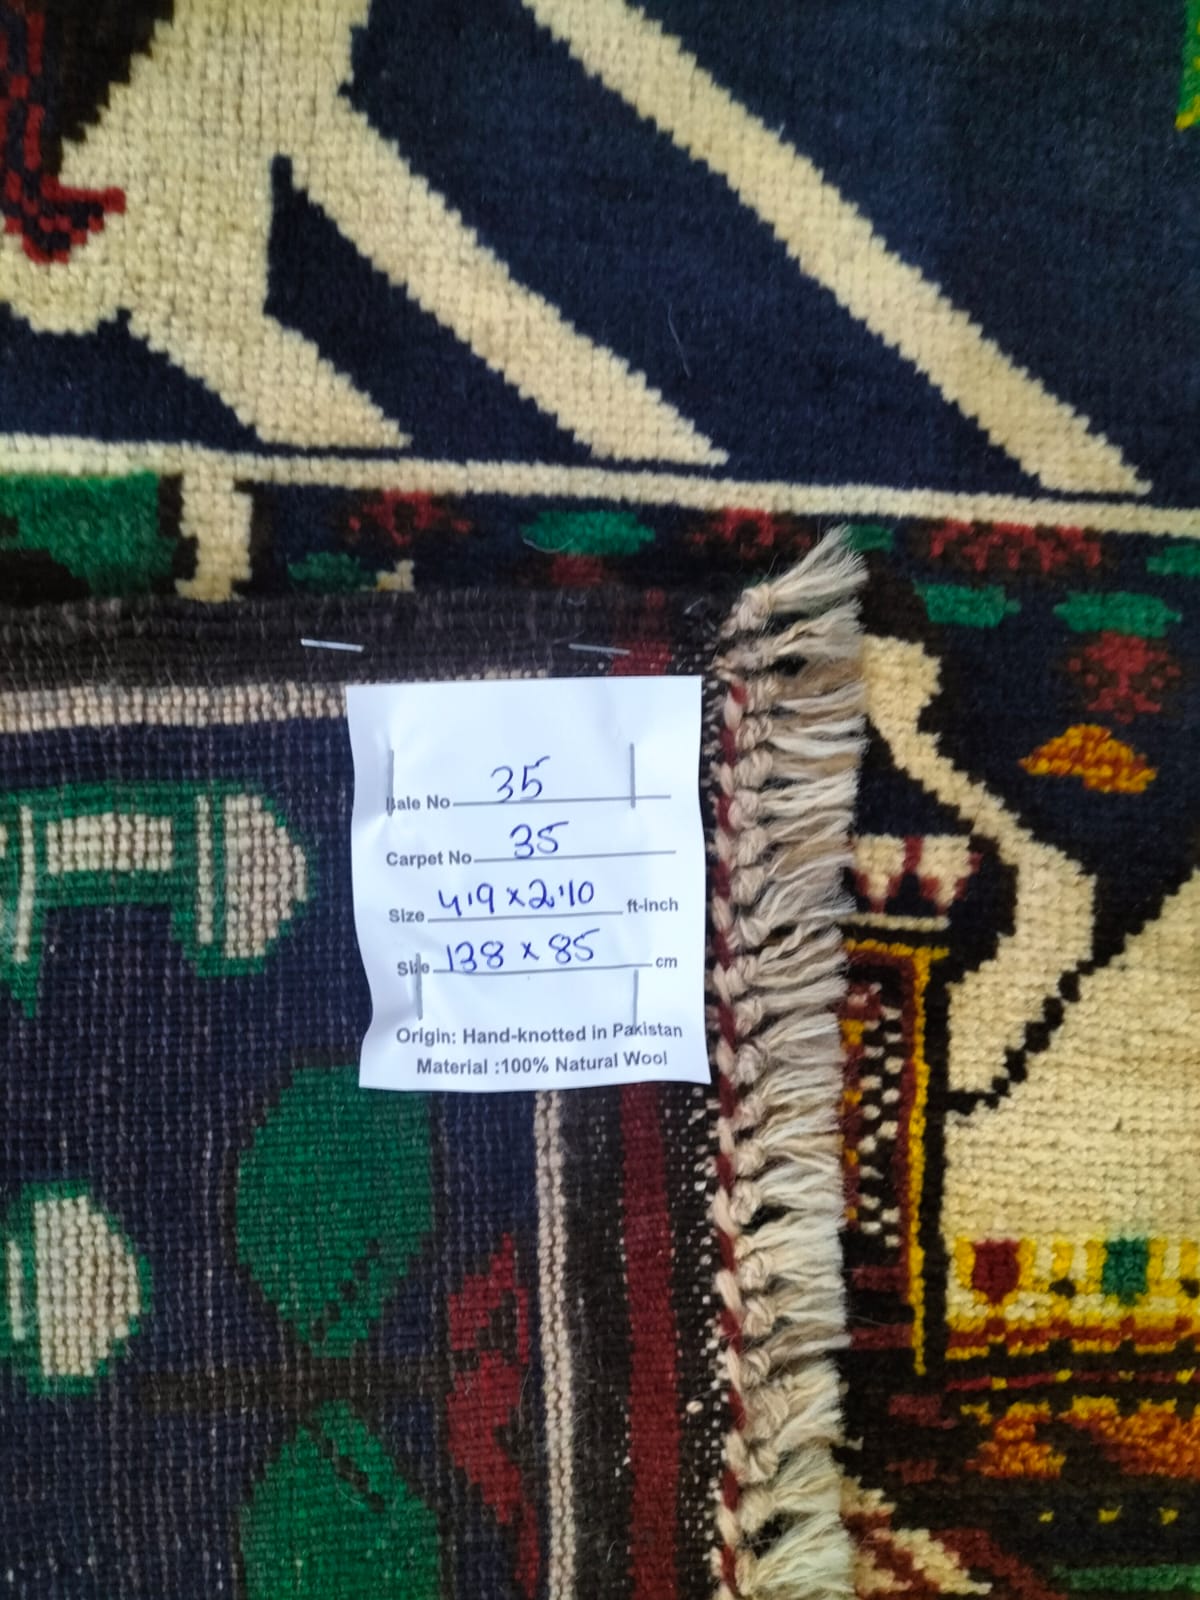 Bale No 35
Carpet No. 35
Size 4'9 x 2'10 ft-inch
Size 138 x 85 cm
Origin: Hand-knotted in Pakistan
Material :100% Natural Wool